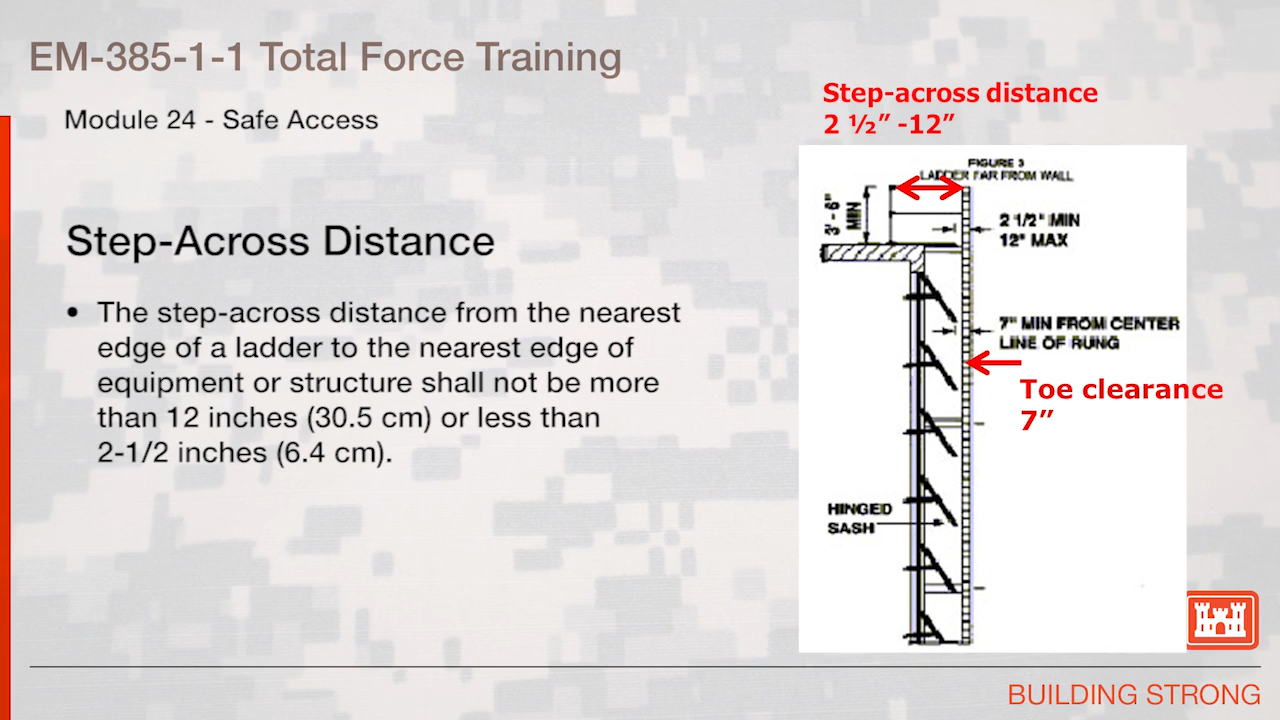 EM-385-1-1 Total Force Training
Module 24 - Safe Access
Step-Across Distance
• The step-across distance from the nearest
edge of a ladder to the nearest edge of
equipment or structure shall not be more
than 12 inches (30.5 cm) or less than
2-1/2 inches (6.4 cm).
Step-across distance
2 ½” -12”
FIGURE 3
LADDER FAR FROM WALL
3' - 6"
MIN
2 1/2" MIN
12" MAX
7" MIN FROM CENTER
LINE OF RUNG
Toe clearance
7”
HINGED
SASH
BUILDING STRONG